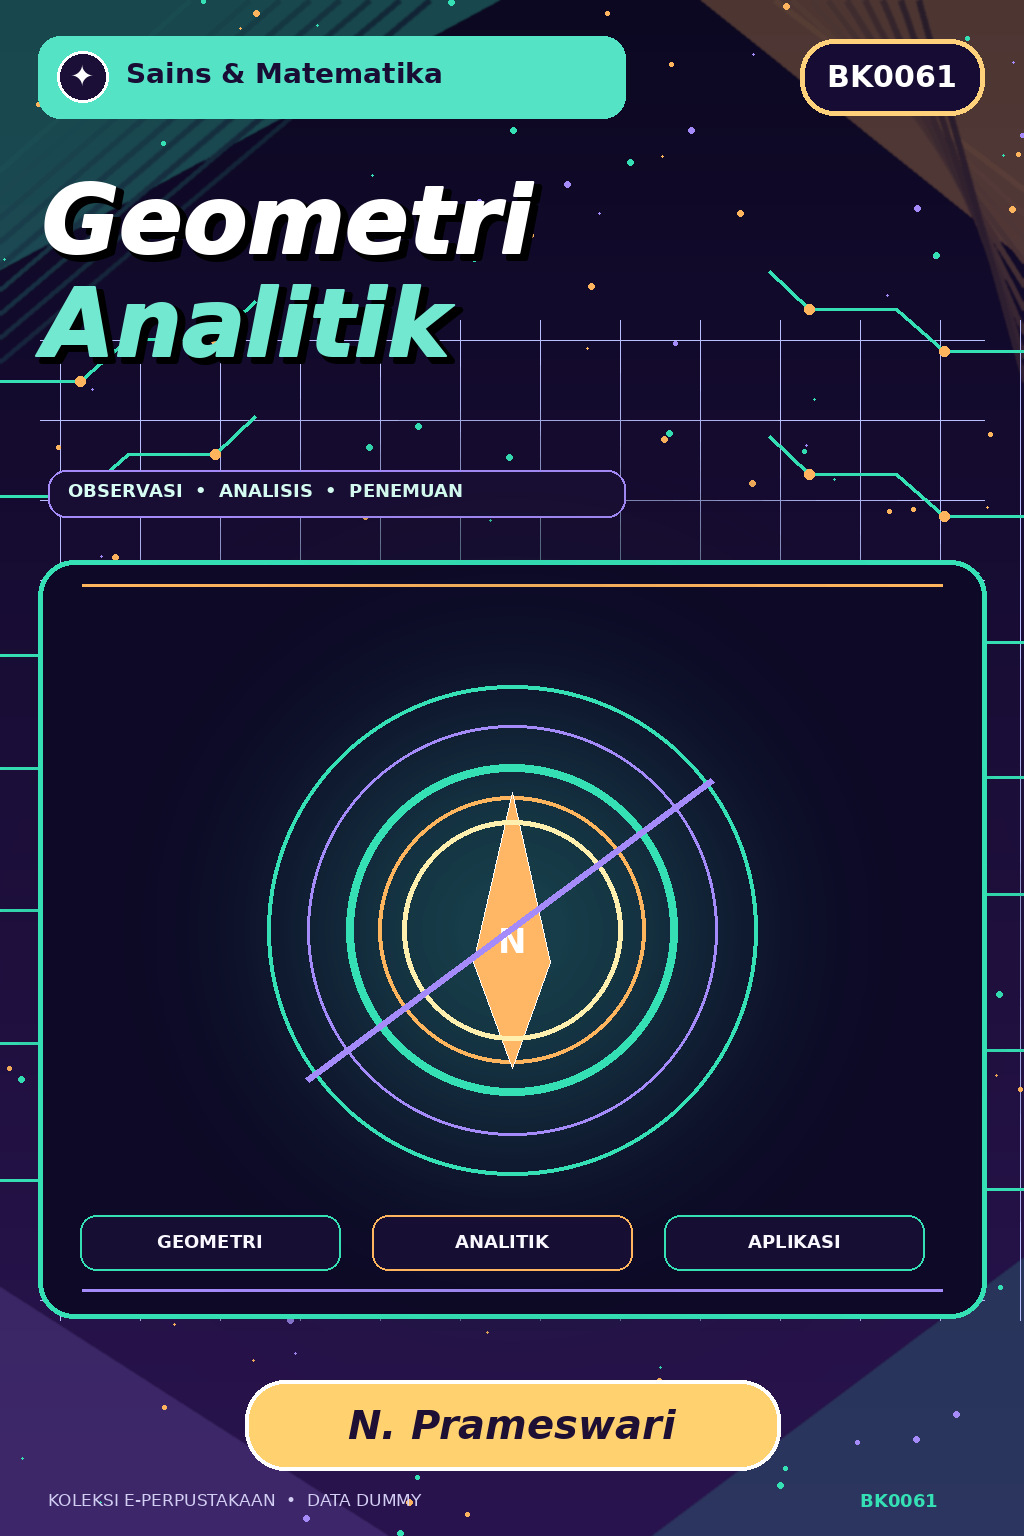 Sains & Matematika
BK0061
Geometri
Analitik
OBSERVASI • ANALISIS • PENEMUAN
N
GEOMETRI
ANALITIK
APLIKASI
N. Prameswari
KOLEKSI E-PERPUSTAKAAN • DATA DUMMY
BK0061